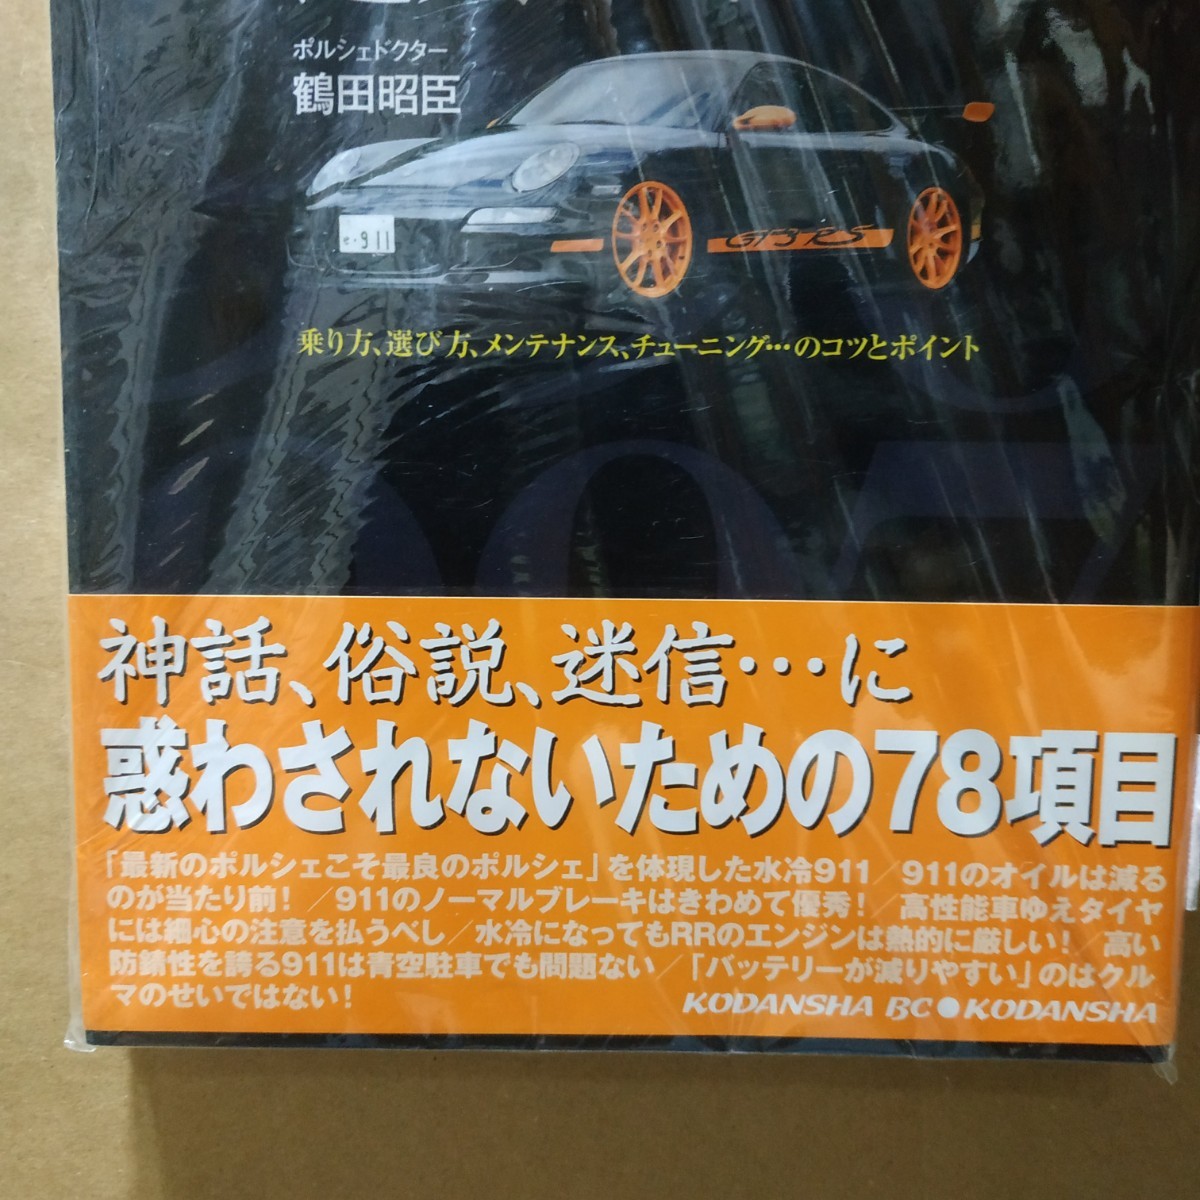 ポルシェドクター
鶴田昭臣
e・911
GT3 RS
乗り方、選び方、メンテナンス、チューニング…のコツとポイント
997
神話、俗説、迷信…に
惑わされないための78項目
「最新のポルシェこそ最良のポルシェ」を体現した水冷911／911のオイルは減る
のが当たり前！／911のノーマルブレーキはきわめて優秀！／高性能車ゆえタイヤ
には細心の注意を払うべし／水冷になってもRRのエンジンは熱的に厳しい！／高い
防錆性を誇る911は青空駐車でも問題ない／「バッテリーが減りやすい」のはクル
マのせいではない！
KODANSHA BC●KODANSHA